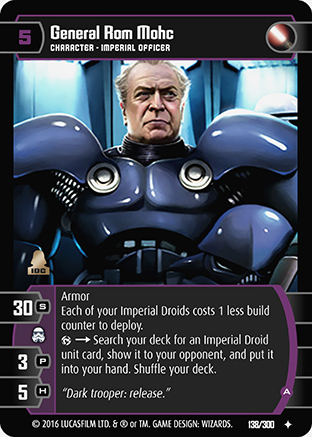 5
General Rom Mohc
CHARACTER - IMPERIAL OFFICER
100
30 S
Armor
Each of your Imperial Droids costs 1 less build
counter to deploy.
→ Search your deck for an Imperial Droid
unit card, show it to your opponent, and put it
into your hand. Shuffle your deck.
3 P
5 H
“Dark trooper: release.”
A
© 2016 LUCASFILM LTD. & ® or TM. GAME DESIGN: WIZARDS.
138/300